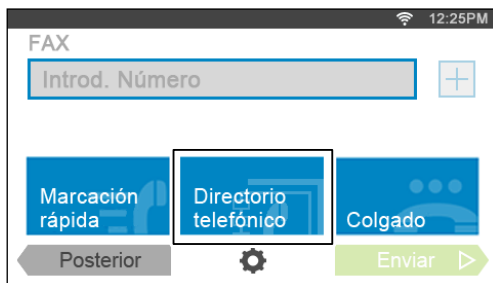 12:25PM
FAX
Introd. Número
Marcación
rápida
Directorio
telefónico
Colgado
Posterior
Enviar